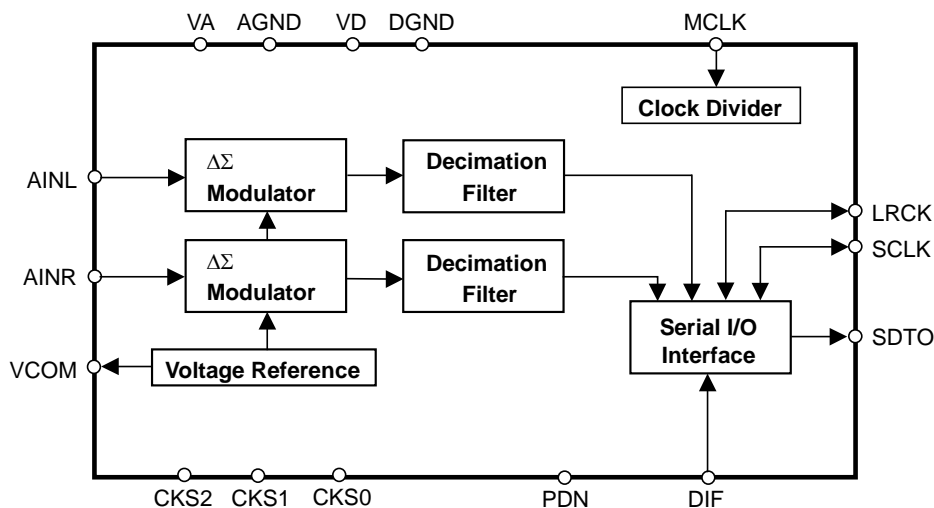 VA AGND VD DGND MCLK
Clock Divider
ΔΣ
Modulator
Decimation
Filter
AINL
LRCK
SCLK
ΔΣ
Modulator
Decimation
Filter
AINR
Serial I/O
Interface
SDTO
VCOM
Voltage Reference
CKS2 CKS1 CKS0 PDN DIF